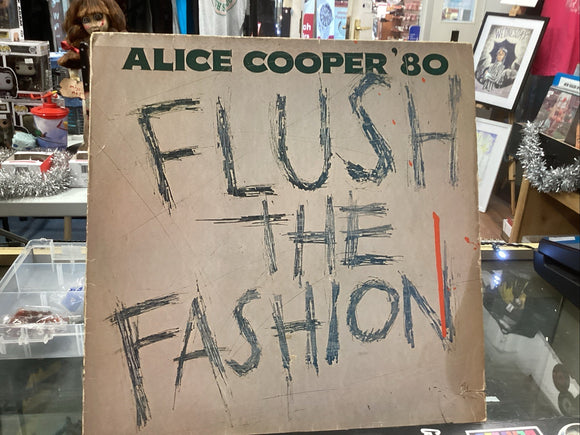 ALICE COOPER '80
FLUSH
THE
FASHION